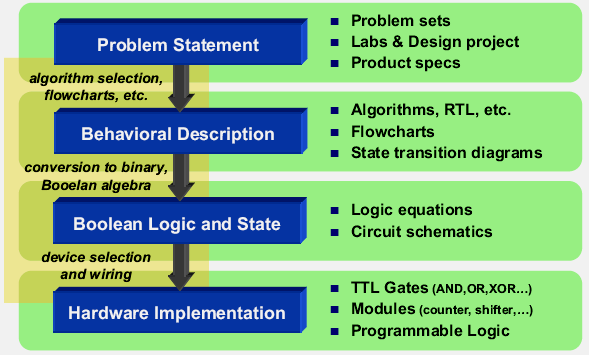 Problem Statement
Problem sets
Labs & Design project
Product specs
algorithm selection,
flowcharts, etc.
Behavioral Description
Algorithms, RTL, etc.
Flowcharts
State transition diagrams
conversion to binary,
Booelan algebra
Boolean Logic and State
Logic equations
Circuit schematics
device selection
and wiring
Hardware Implementation
TTL Gates (AND,OR,XOR...)
Modules (counter, shifter,...)
Programmable Logic